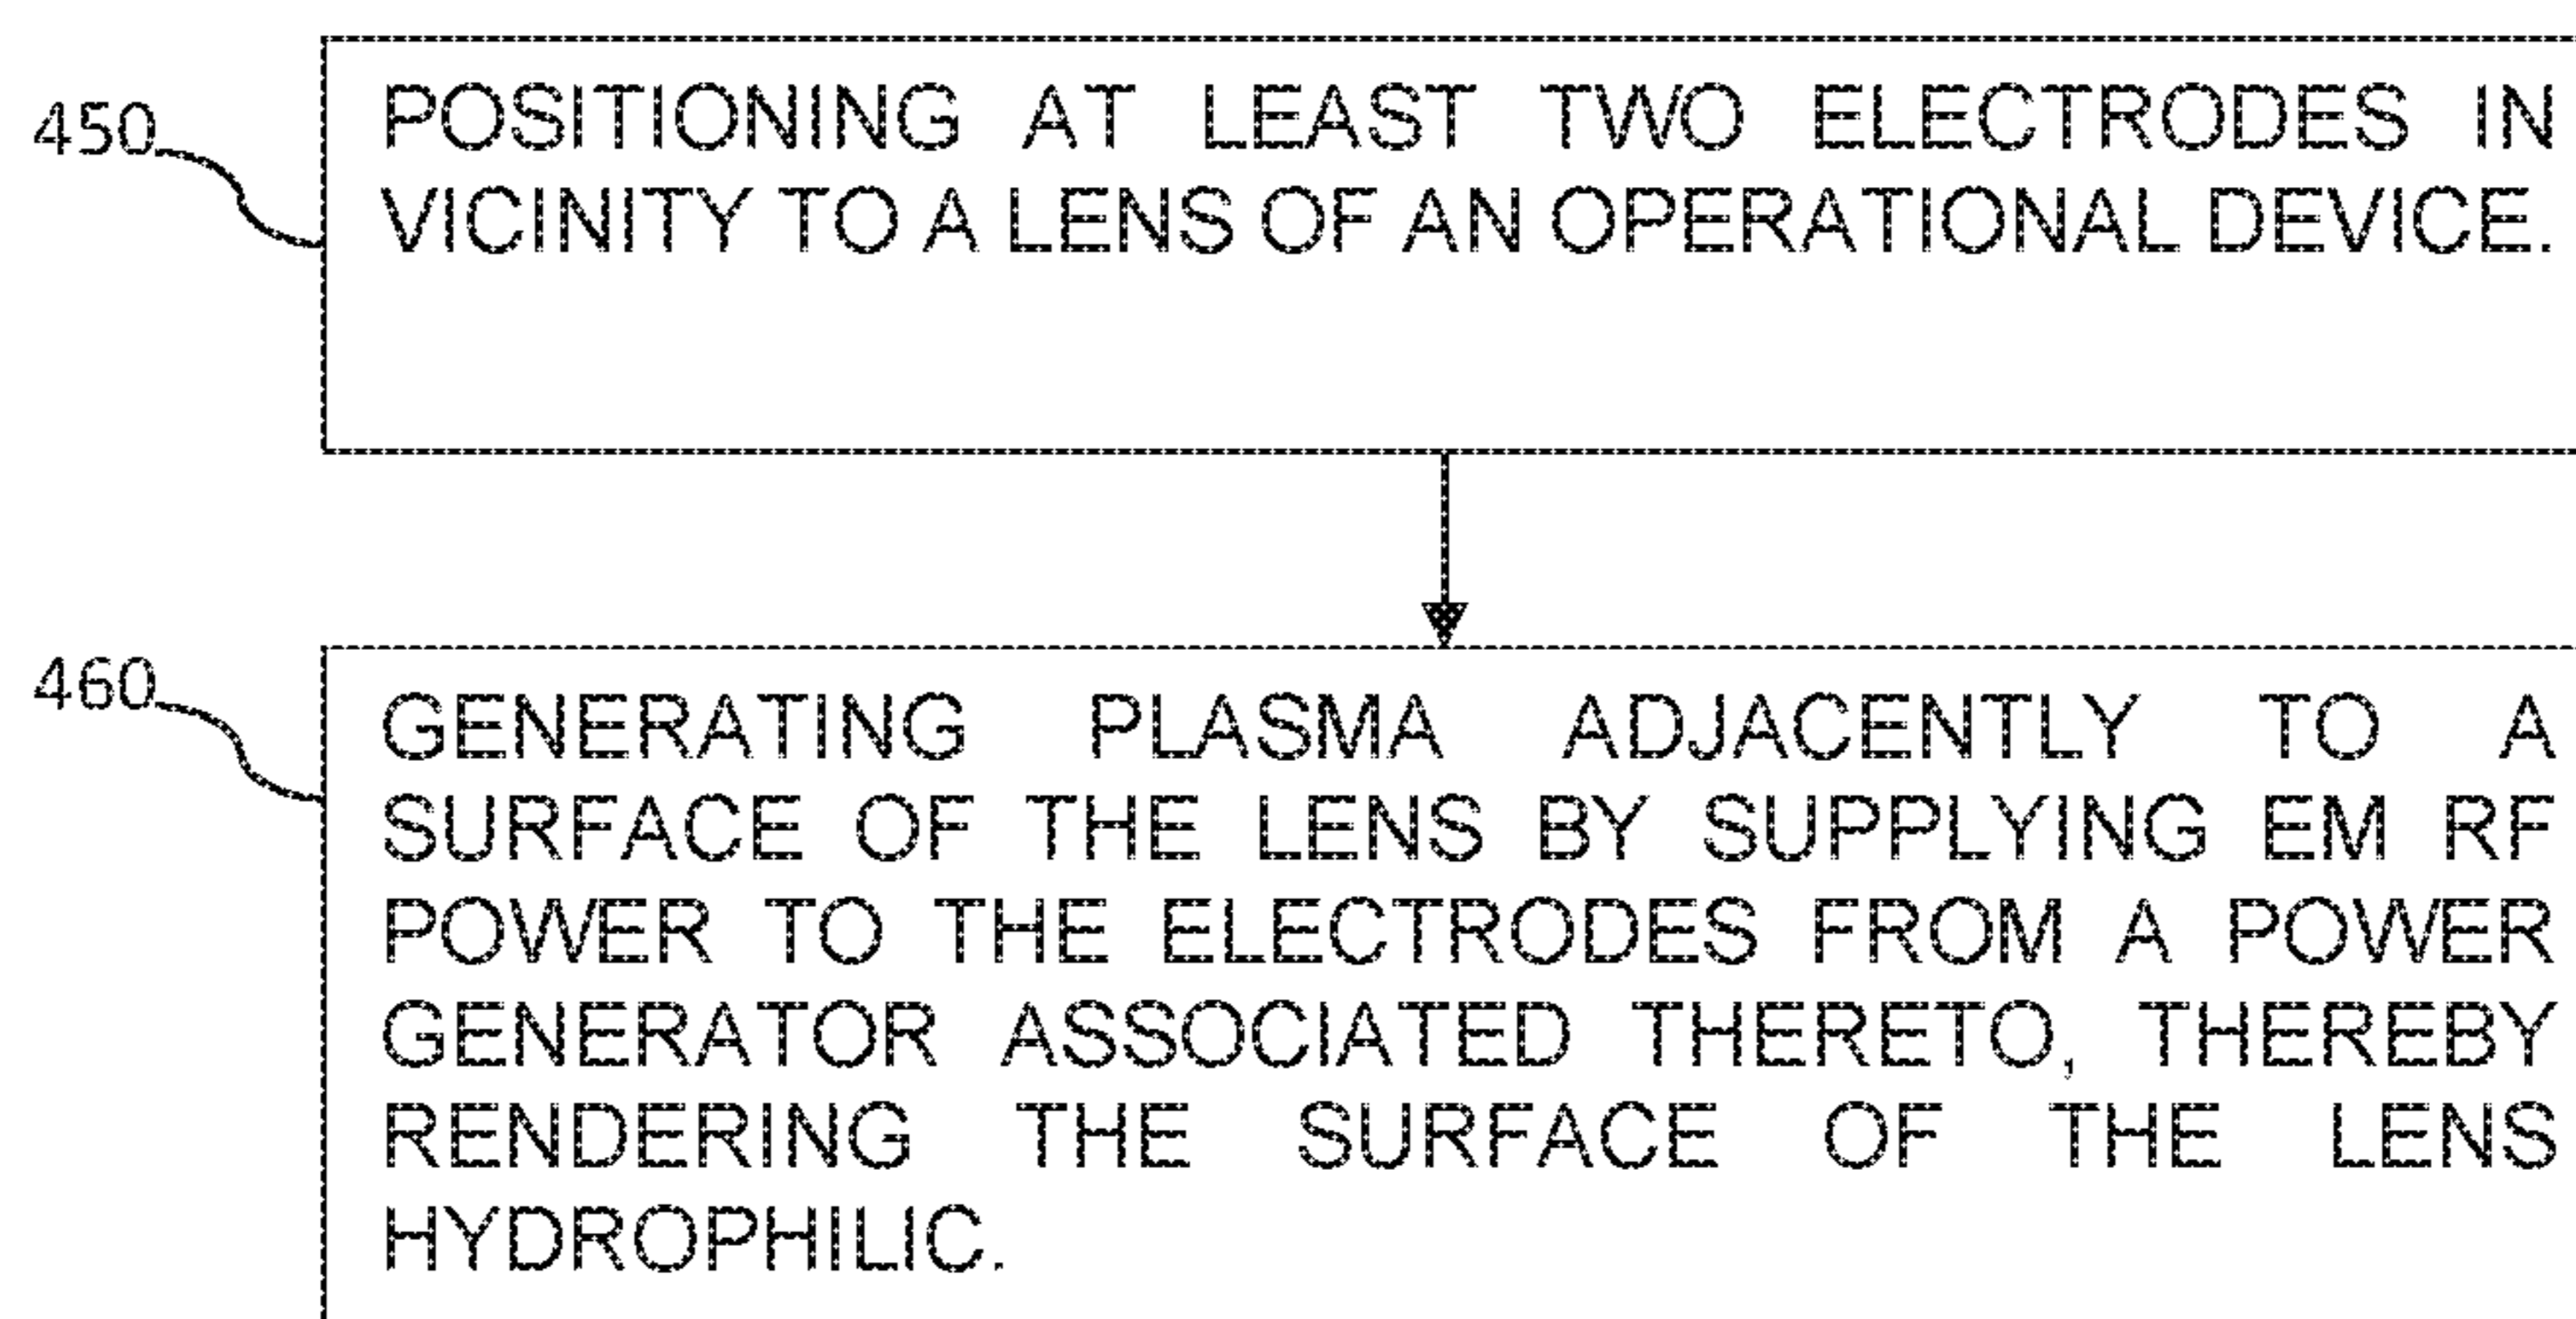 450
POSITIONING AT LEAST TWO ELECTRODES IN
VICINITY TO A LENS OF AN OPERATIONAL DEVICE.
460
GENERATING PLASMA ADJACENTLY TO A
SURFACE OF THE LENS BY SUPPLYING EM RF
POWER TO THE ELECTRODES FROM A POWER
GENERATOR ASSOCIATED THERETO, THEREBY
RENDERING THE SURFACE OF THE LENS
HYDROPHILIC.